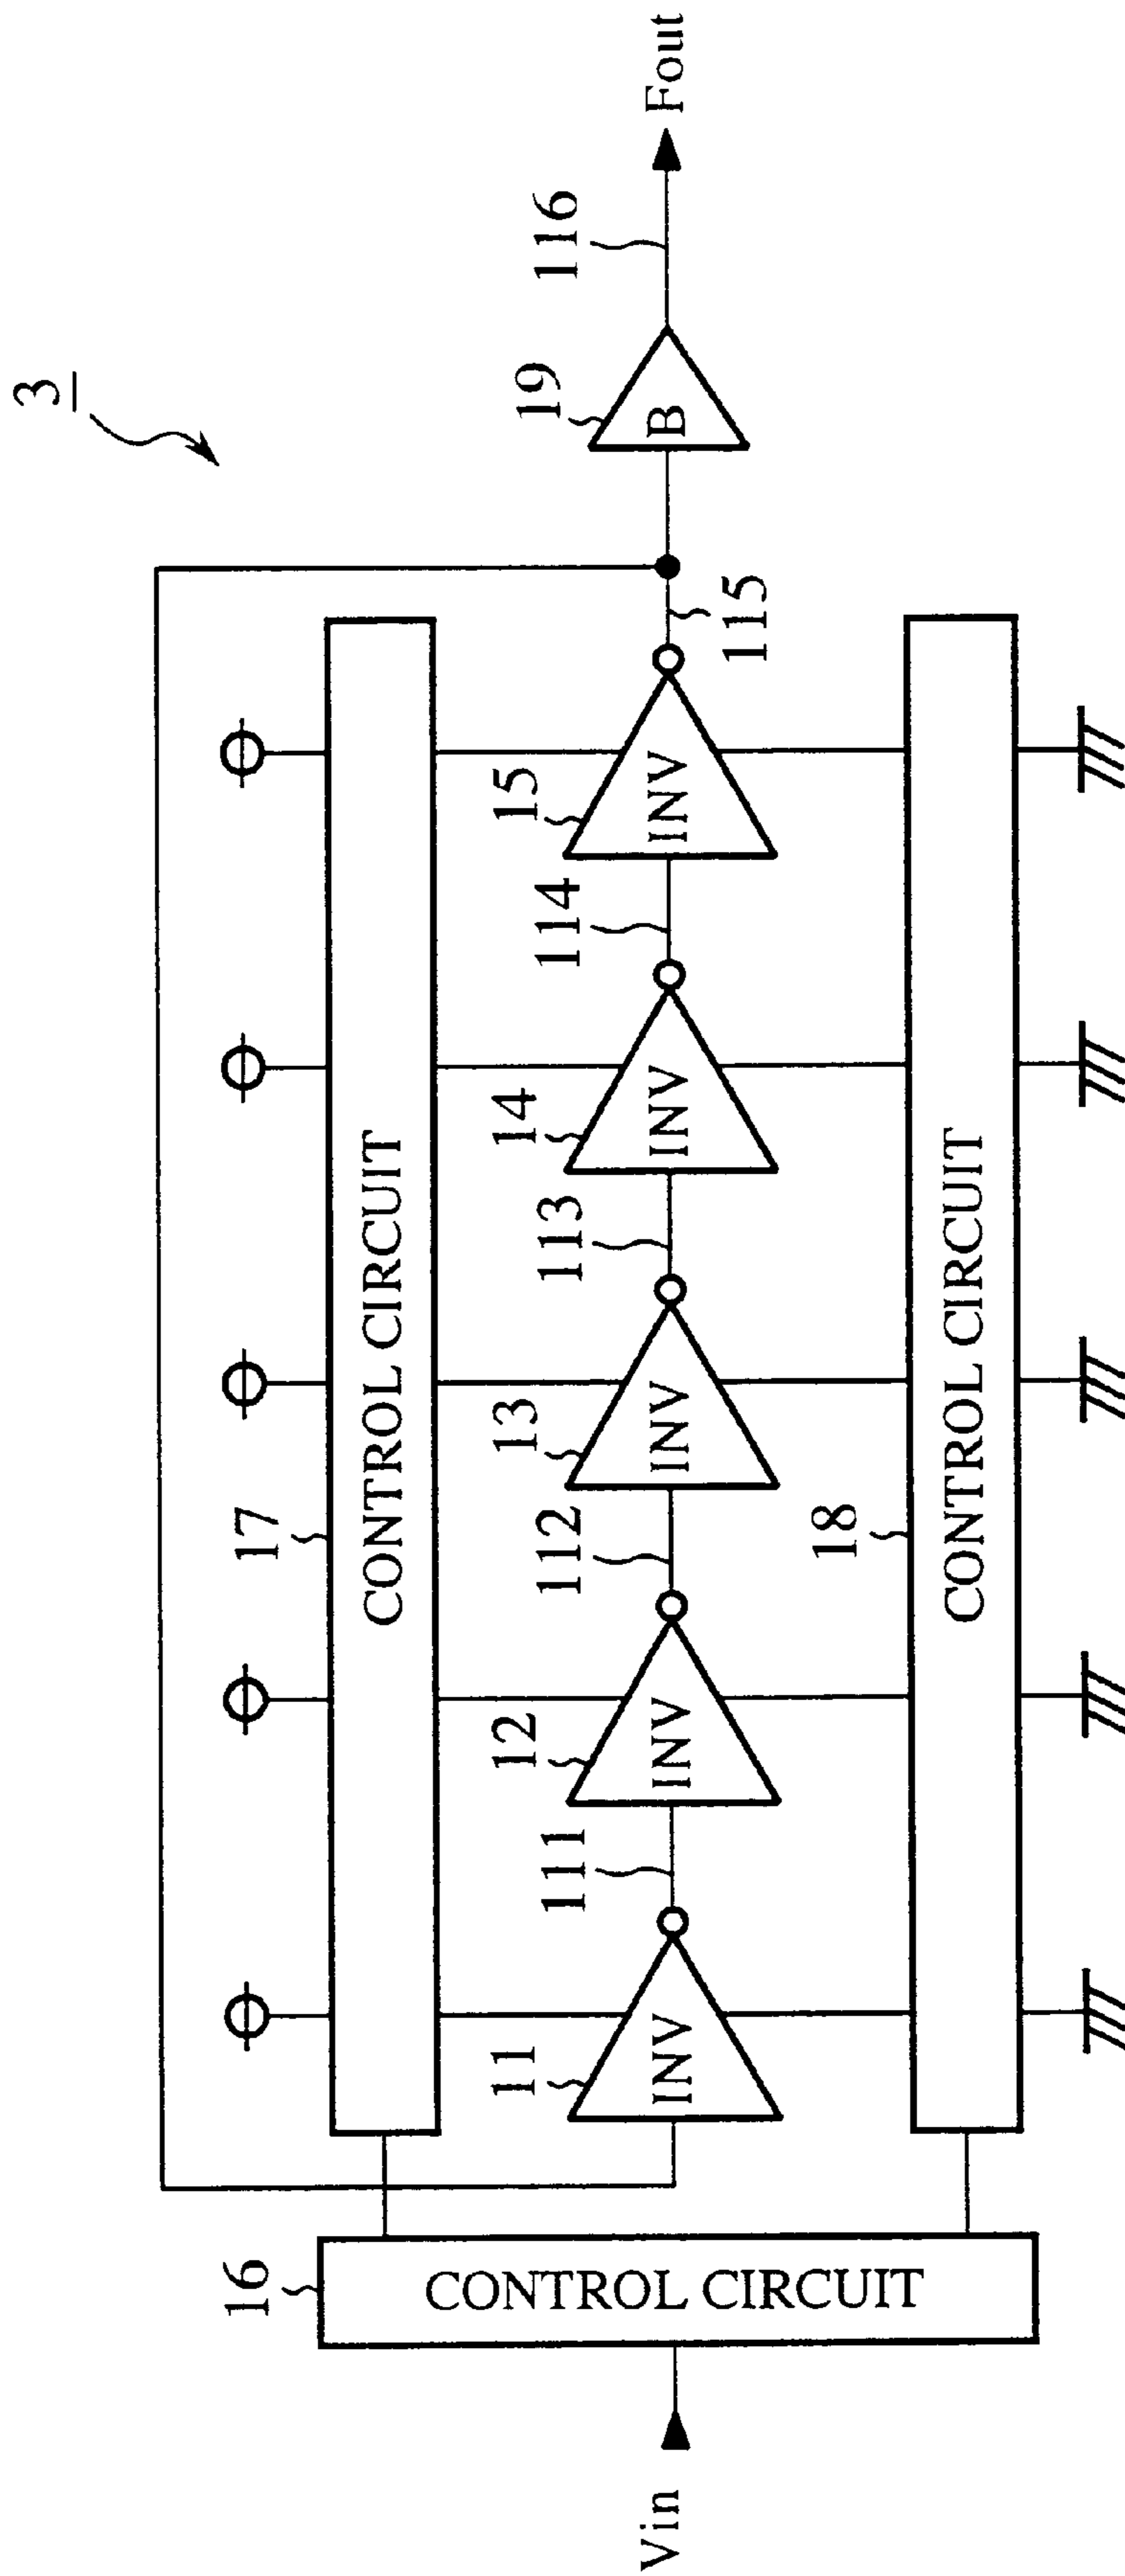 3
17
CONTROL CIRCUIT
16
CONTROL CIRCUIT
Vin
11
INV
111
12
INV
112
13
INV
113
14
INV
114
15
INV
115
19
B
116
Fout
18
CONTROL CIRCUIT